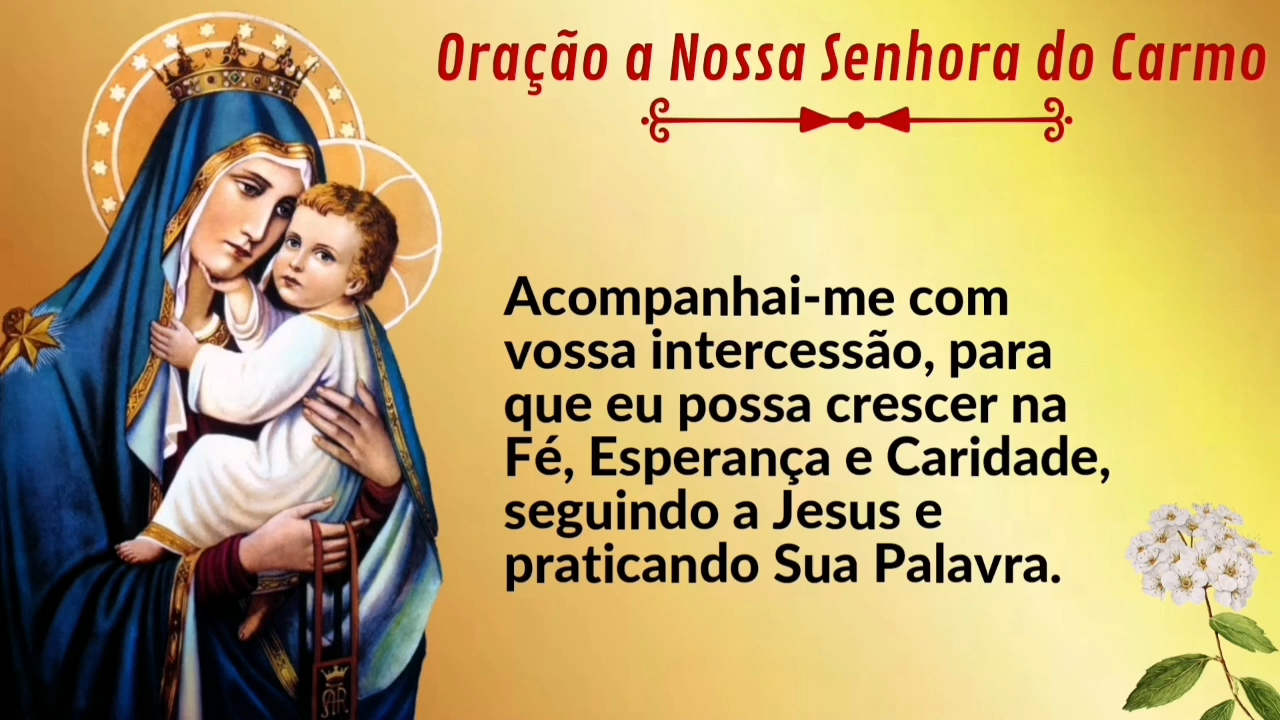 Oração a Nossa Senhora do Carmo
Acompanhai-me com
vossa intercessão, para
que eu possa crescer na
Fé, Esperança e Caridade,
seguindo a Jesus e
praticando Sua Palavra.